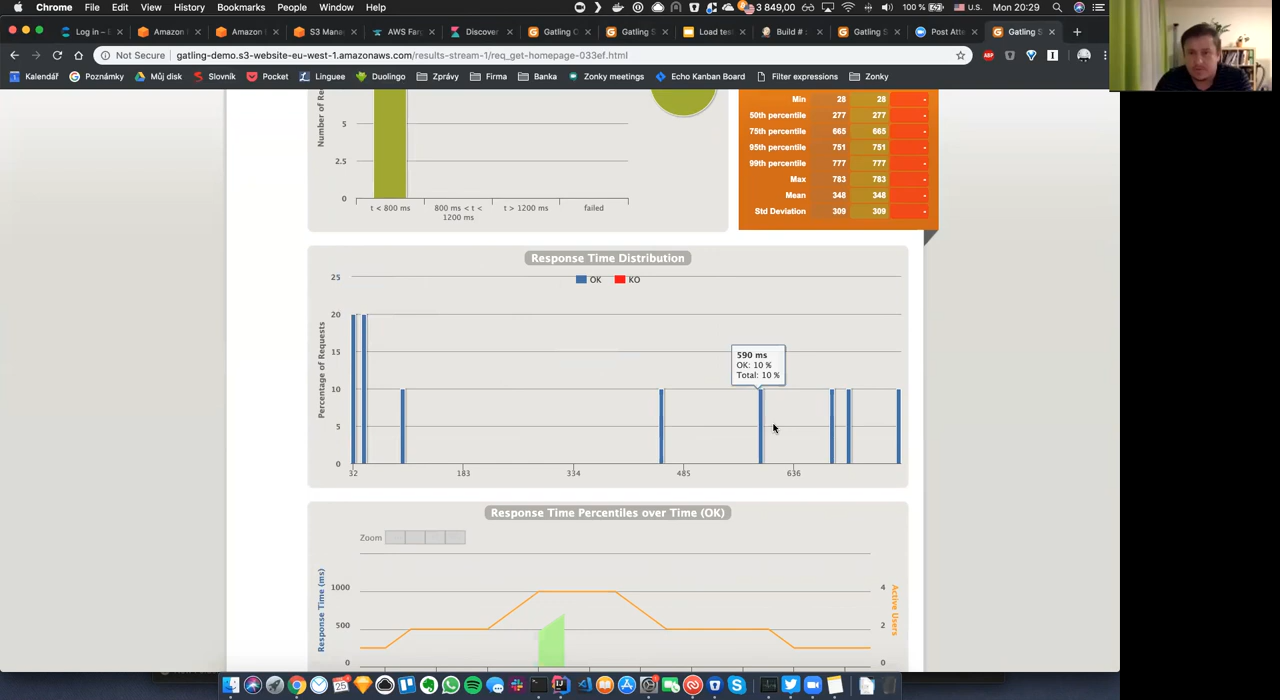 Chrome File Edit View History Bookmarks People Window Help 3 849,00 100 % U.S. Mon 20:29
Log in – Amazon Amazon S3 Man AWS Far Discover Gatling C Gatling S Load test Build # Gatling S Post Atta Gatling S
Not Secure gatling-demo.s3-website-eu-west-1.amazonaws.com/results-stream-1/req_get-homepage-033ef.html
Kalendář Poznámky Můj disk Slovník Pocket Linguee Duolingo Zprávy Firma Banka Zonky meetings Echo Kanban Board Filter expressions Zonky
Number of Re
5
2.5
0
t < 800 ms
800 ms < t < 1200 ms
t > 1200 ms
failed
Min 28 28 -
50th percentile 277 277 -
75th percentile 665 665 -
95th percentile 751 751 -
99th percentile 777 777 -
Max 783 783 -
Mean 348 348 -
Std Deviation 309 309 -
Response Time Distribution
OK KO
Percentage of Requests
25
20
15
10
5
0
590 ms
OK: 10 %
Total: 10 %
32 183 334 485 636
Response Time Percentiles over Time (OK)
Zoom
Response Time (ms)
1000
500
0
4
2
0
Active Users